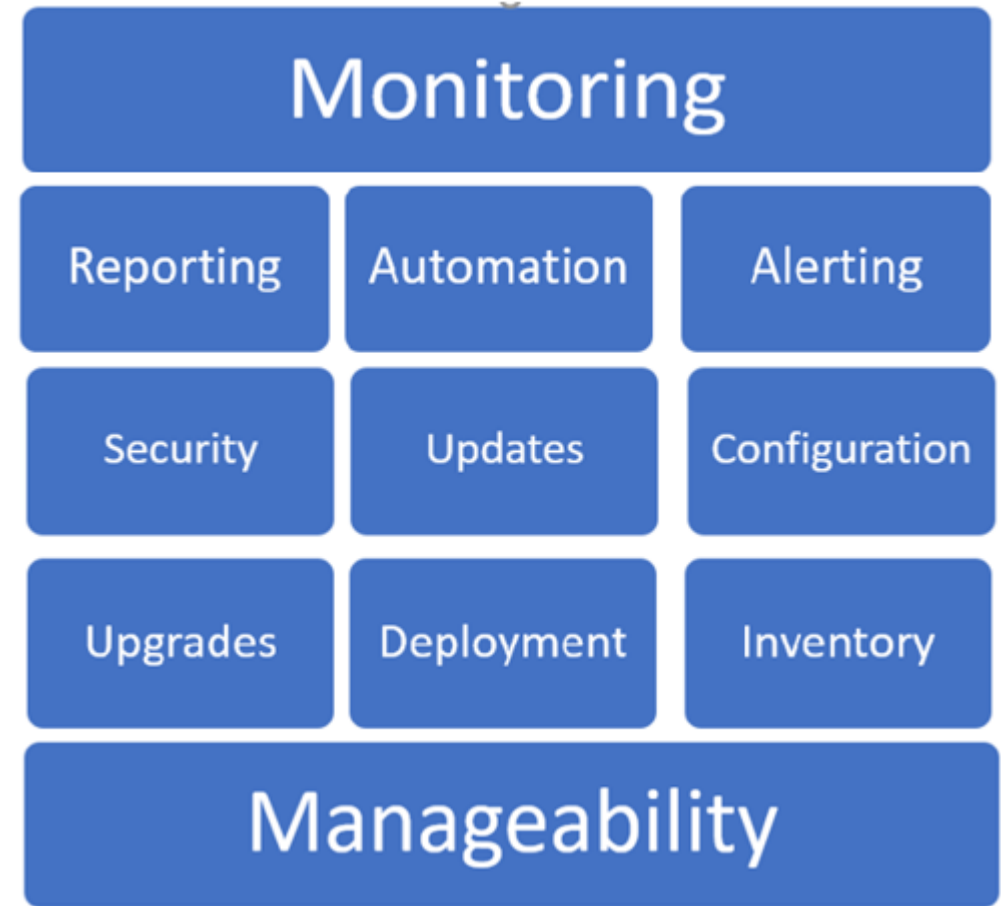 Monitoring
Reporting Automation Alerting
Security Updates Configuration
Upgrades Deployment Inventory
Manageability